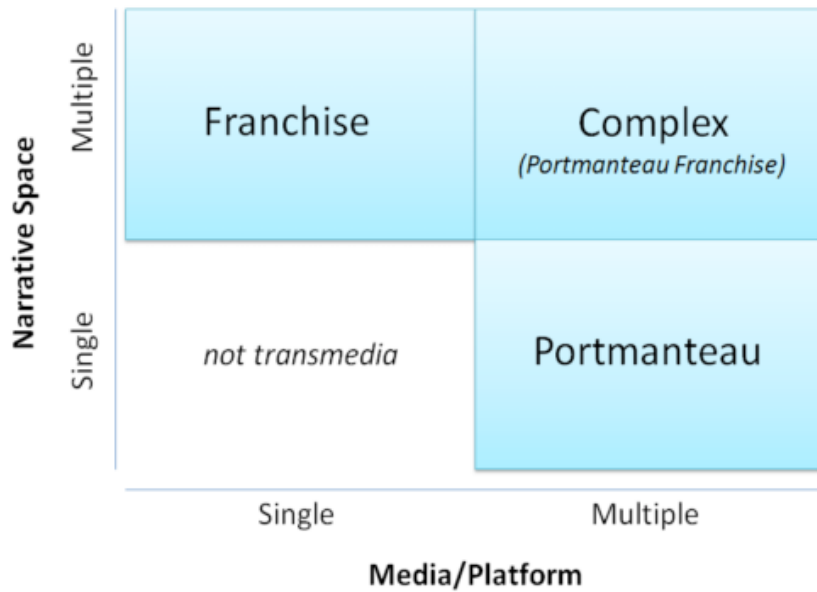 Narrative Space
Multiple
Single
Franchise
Complex
(Portmanteau Franchise)
not transmedia
Portmanteau
Single
Multiple
Media/Platform